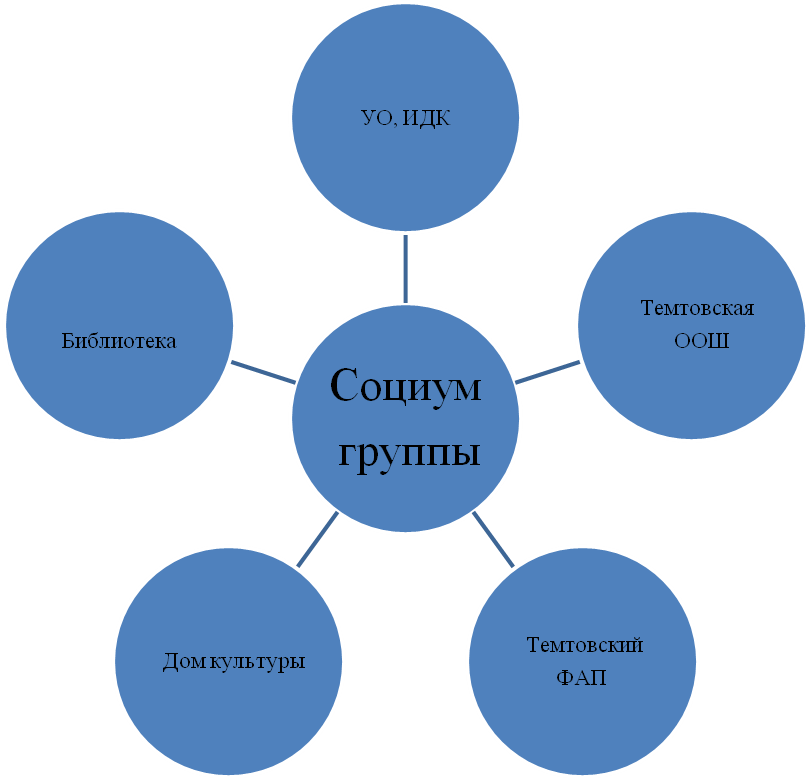 УО, ИДК
Темтовская
ООШ
Библиотека
Социум
группы
Дом культуры
Темтовский
ФАП